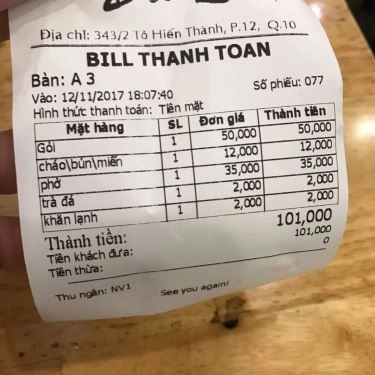 Địa chỉ: 343/2 Tô Hiến Thành, P.12, Q.10
BILL THANH TOAN
Bàn: A 3
Số phiếu: 077
Vào: 12/11/2017 18:07:40
Hình thức thanh toán: Tiền mặt
Mặt hàng SL Đơn giá Thành tiền
Gỏi 1 50,000 50,000
cháo\bún\miến 1 12,000 12,000
phở 1 35,000 35,000
trà đá 1 2,000 2,000
khăn lạnh 1 2,000 2,000
Thành tiền: 101,000
Tiền khách đưa: 101,000
Tiền thừa: 0
Thu ngân: NV1 See you again!